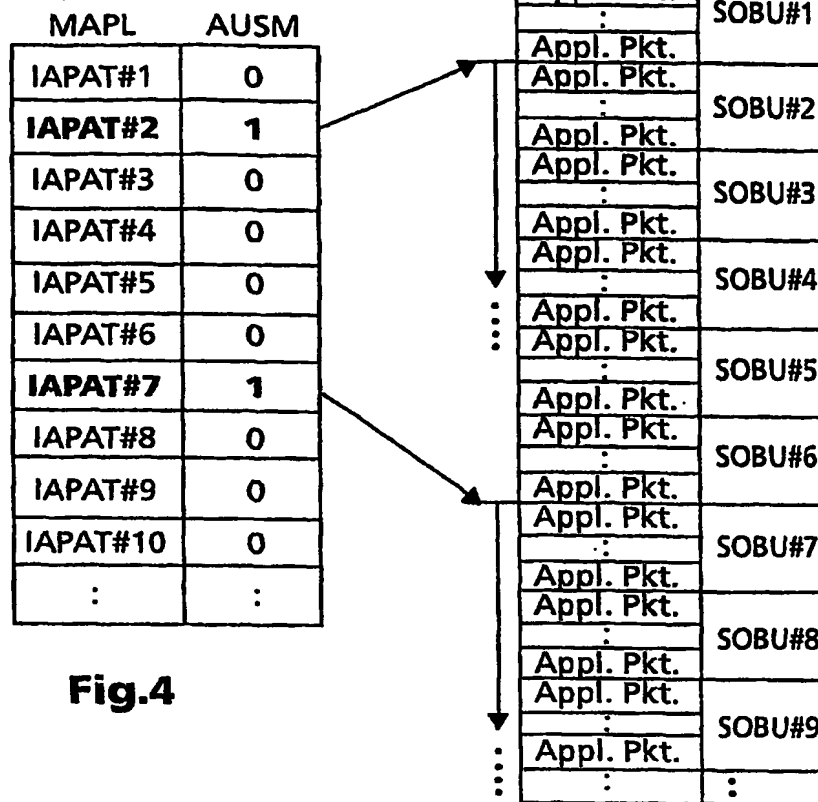 MAPL AUSM
IAPAT#1 0
IAPAT#2 1
IAPAT#3 0
IAPAT#4 0
IAPAT#5 0
IAPAT#6 0
IAPAT#7 1
IAPAT#8 0
IAPAT#9 0
IAPAT#10 0
: :
Fig.4
: SOBU#1
Appl. Pkt.
Appl. Pkt.
: SOBU#2
Appl. Pkt.
Appl. Pkt.
: SOBU#3
Appl. Pkt.
Appl. Pkt.
: SOBU#4
Appl. Pkt.
Appl. Pkt.
: SOBU#5
Appl. Pkt.
Appl. Pkt.
: SOBU#6
Appl. Pkt.
Appl. Pkt.
: SOBU#7
Appl. Pkt.
Appl. Pkt.
: SOBU#8
Appl. Pkt.
Appl. Pkt.
: SOBU#9
Appl. Pkt.
: :